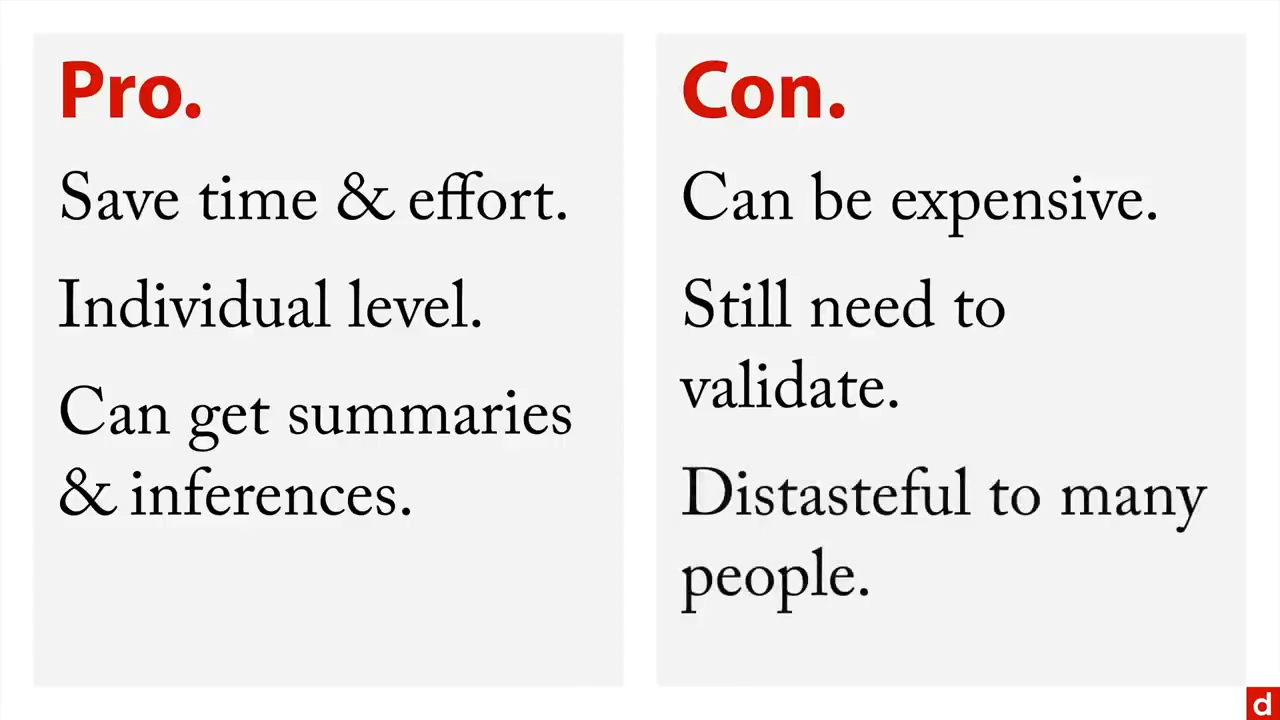 Pro.
Save time & effort.
Individual level.
Can get summaries
& inferences.
Con.
Can be expensive.
Still need to
validate.
Distasteful to many
people.
d